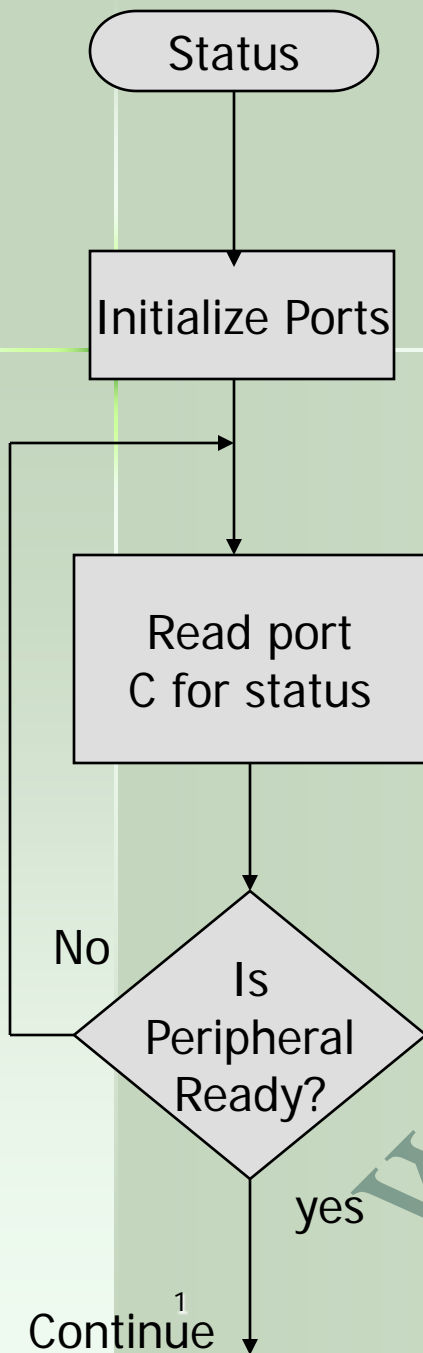 Status
Initialize Ports
Read port
C for status
No
Is
Peripheral
Ready?
yes
1
Continue